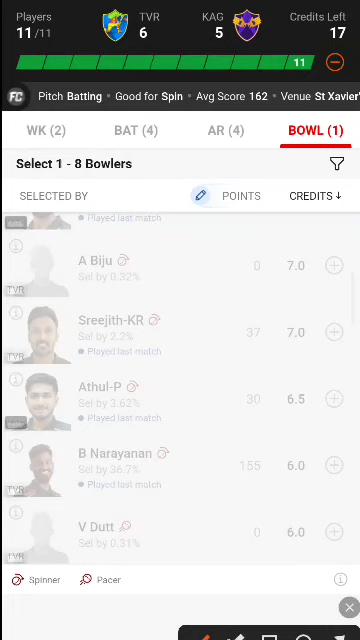 Players TVR KAG Credits Left
11/11 6 5 17
11
FC Pitch Batting • Good for Spin • Avg Score 162 • Venue St Xavier'
WK (2) BAT (4) AR (4) BOWL (1)
Select 1 - 8 Bowlers
SELECTED BY POINTS CREDITS↓
Played last match
A Biju 0 7.0
Sel by 0.32%
TVR
Sreejith-KR 37 7.0
Sel by 2.2%
TVR Played last match
Athul-P 30 6.5
Sel by 3.62%
Played last match
B Narayanan 155 6.0
Sel by 36.7%
TVR Played last match
V Dutt 0 6.0
Sel by 0.31%
TVR
Spinner Pacer